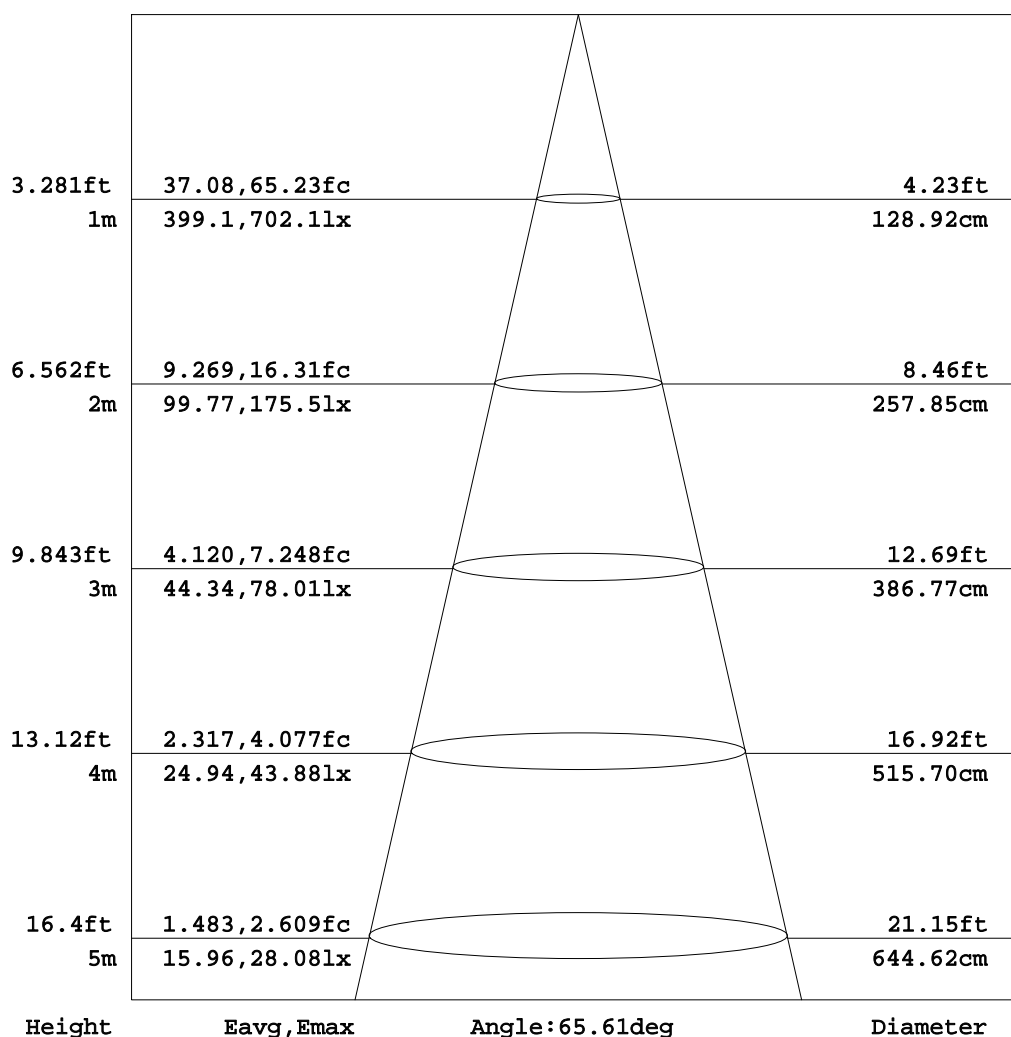 3.281ft 37.08,65.23fc 4.23ft
1m 399.1,702.1lx 128.92cm
6.562ft 9.269,16.31fc 8.46ft
2m 99.77,175.5lx 257.85cm
9.843ft 4.120,7.248fc 12.69ft
3m 44.34,78.01lx 386.77cm
13.12ft 2.317,4.077fc 16.92ft
4m 24.94,43.88lx 515.70cm
16.4ft 1.483,2.609fc 21.15ft
5m 15.96,28.08lx 644.62cm
Height Eavg,Emax Angle:65.61deg Diameter